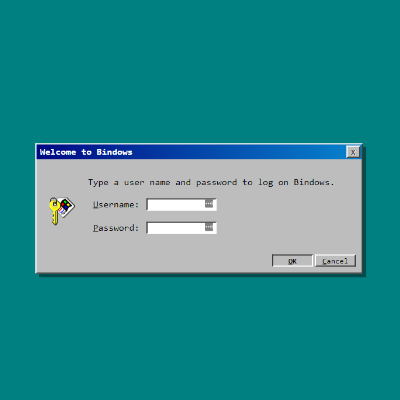 Welcome to Bindows
X
Type a user name and password to log on Bindows.
Username:
Password:
OK
Cancel